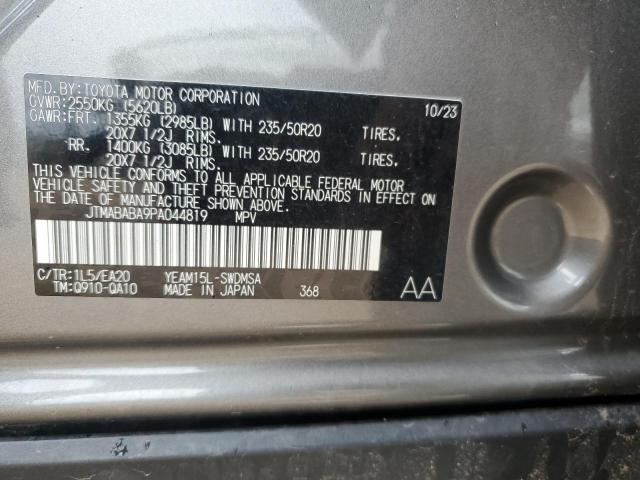 MFD.BY:TOYOTA MOTOR CORPORATION 10/23
GVWR:2550KG (5620LB)
GAWR:FRT. 1355KG (2985LB) WITH 235/50R20 TIRES,
20X7 1/2J RIMS.
RR. 1400KG (3085LB) WITH 235/50R20 TIRES,
20X7 1/2J RIMS.
THIS VEHICLE CONFORMS TO ALL APPLICABLE FEDERAL MOTOR
VEHICLE SAFETY AND THEFT PREVENTION STANDARDS IN EFFECT ON
THE DATE OF MANUFACTURE SHOWN ABOVE.
JTMABABA9PA044819 MPV
C/TR:1L5/EA20 YEAM15L-SWDMSA
TM:Q910-QA10 MADE IN JAPAN 368 AA